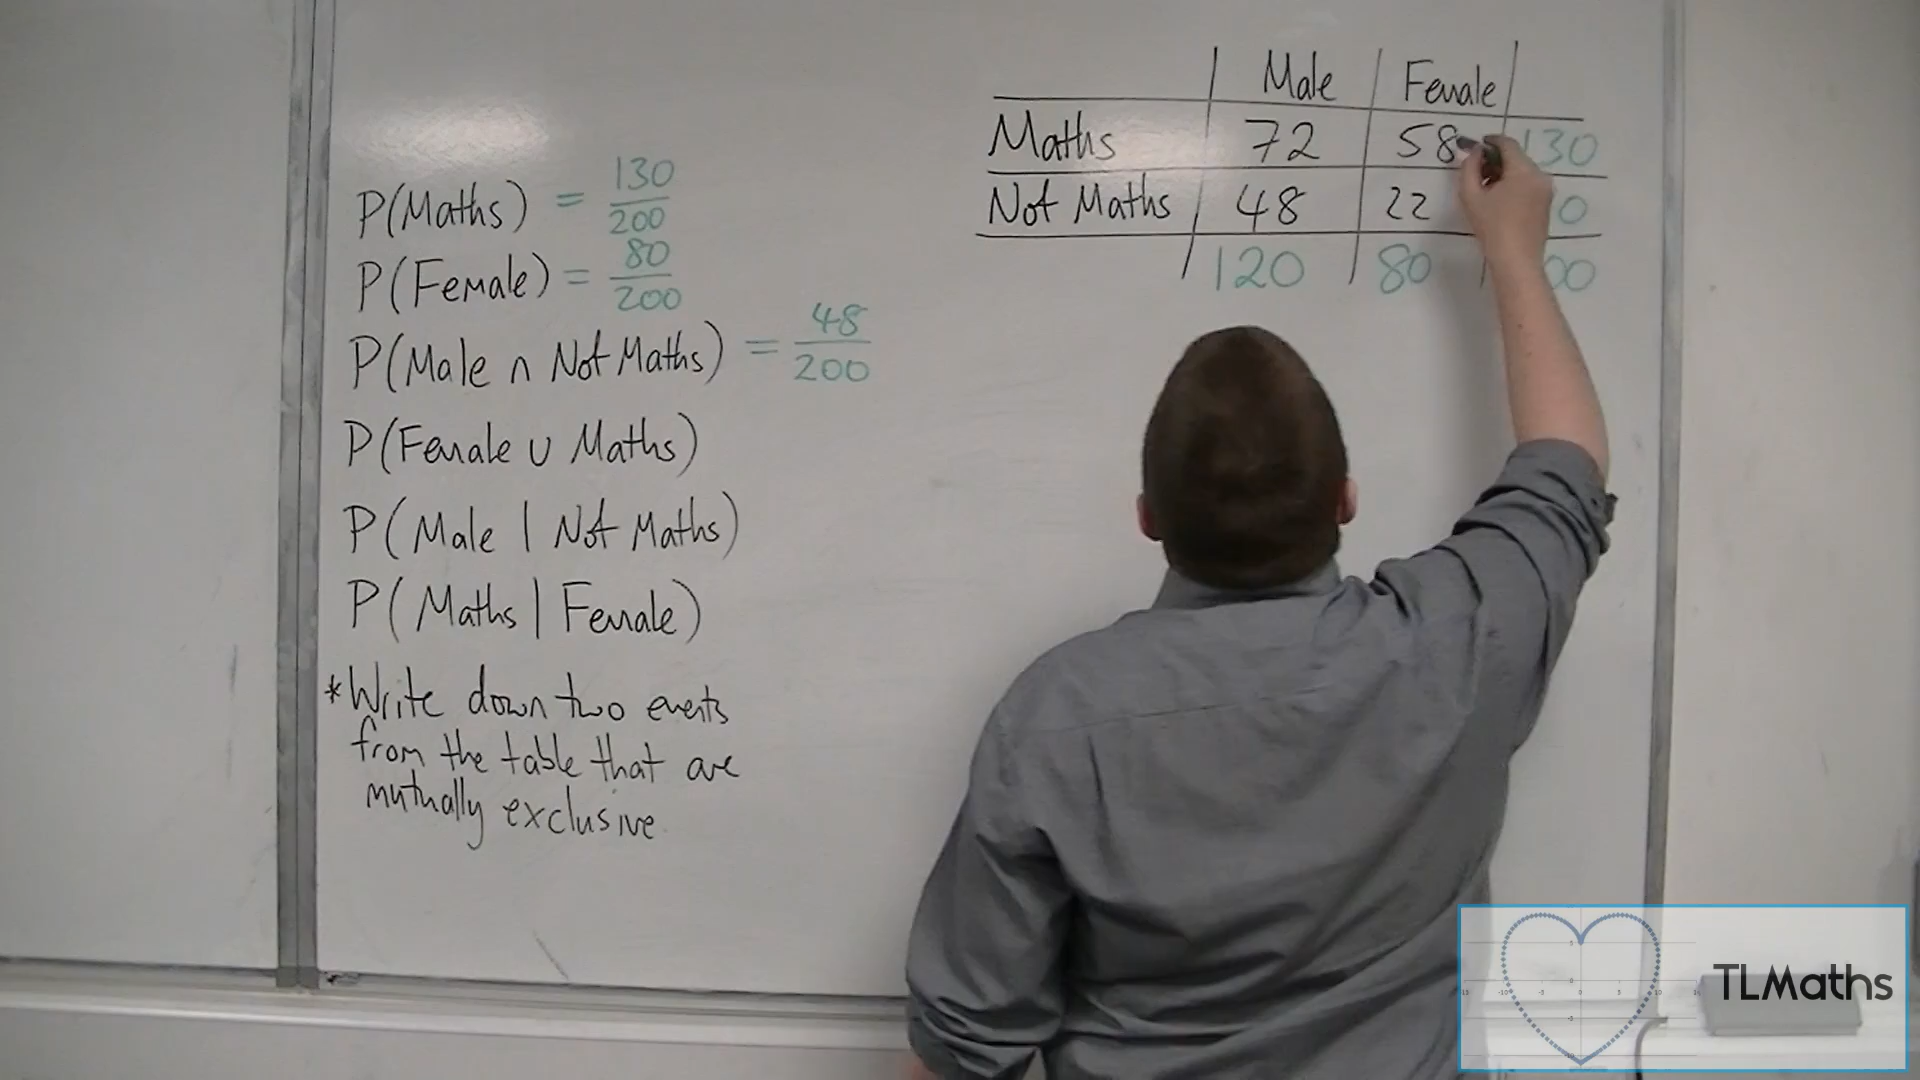 Male Female
Maths 72 58 130
Not Maths 48 22 0
120 80 00
P(Maths) = 130/200
P(Female) = 80/200
P(Male ∩ Not Maths) = 48/200
P(Female ∪ Maths)
P(Male | Not Maths)
P(Maths | Female)
*Write down two events
from the table that are
mutually exclusive
TLMaths